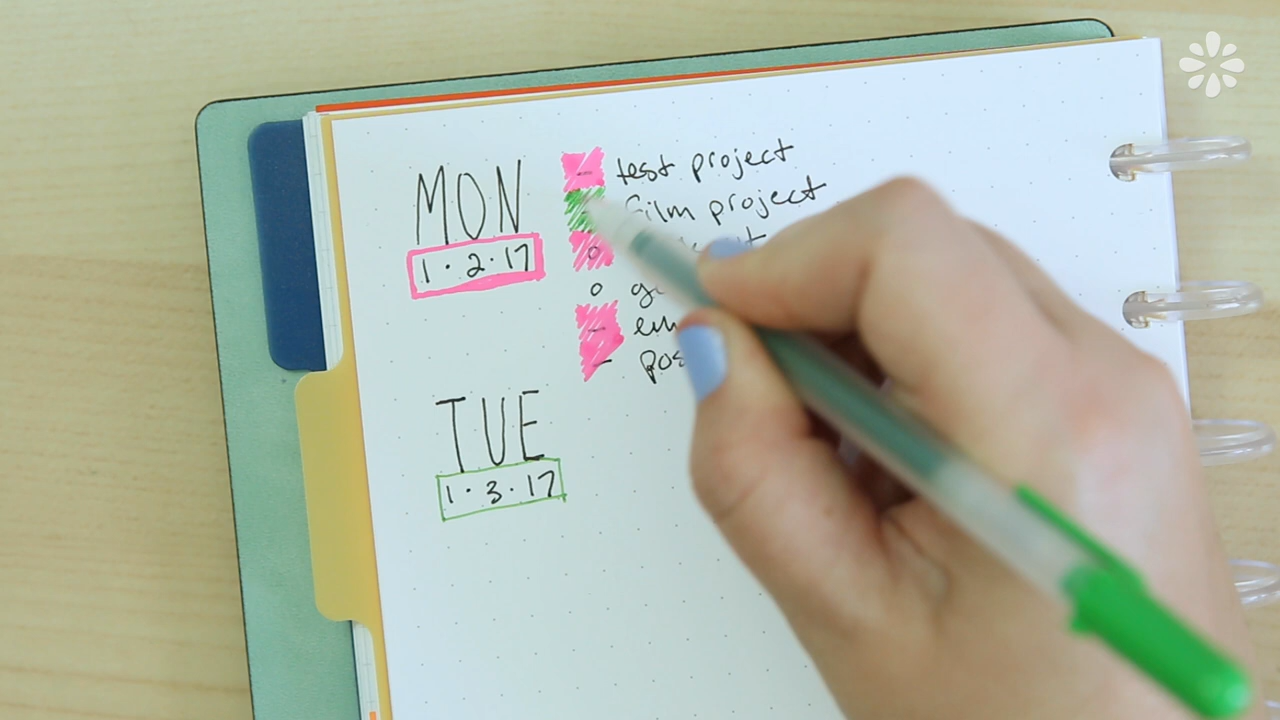 MON
1·2·17
- test project
- film project
o
o
-
-
TUE
1·3·17